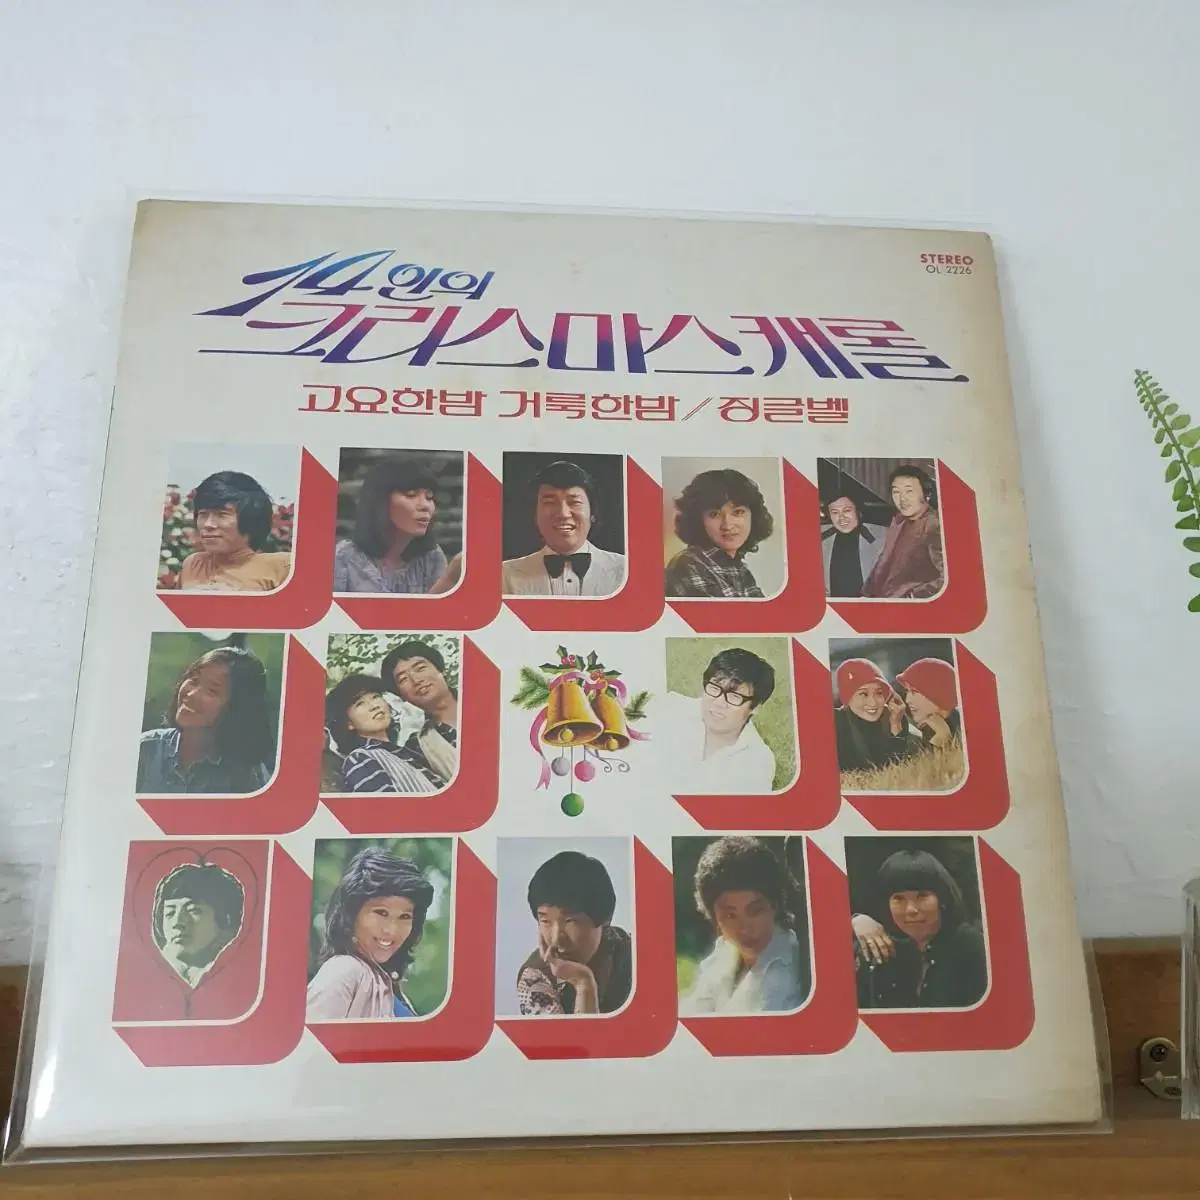 STEREO
OL 2226
14인의
크리스마스캐롤
고요한밤 거룩한밤/징글벨